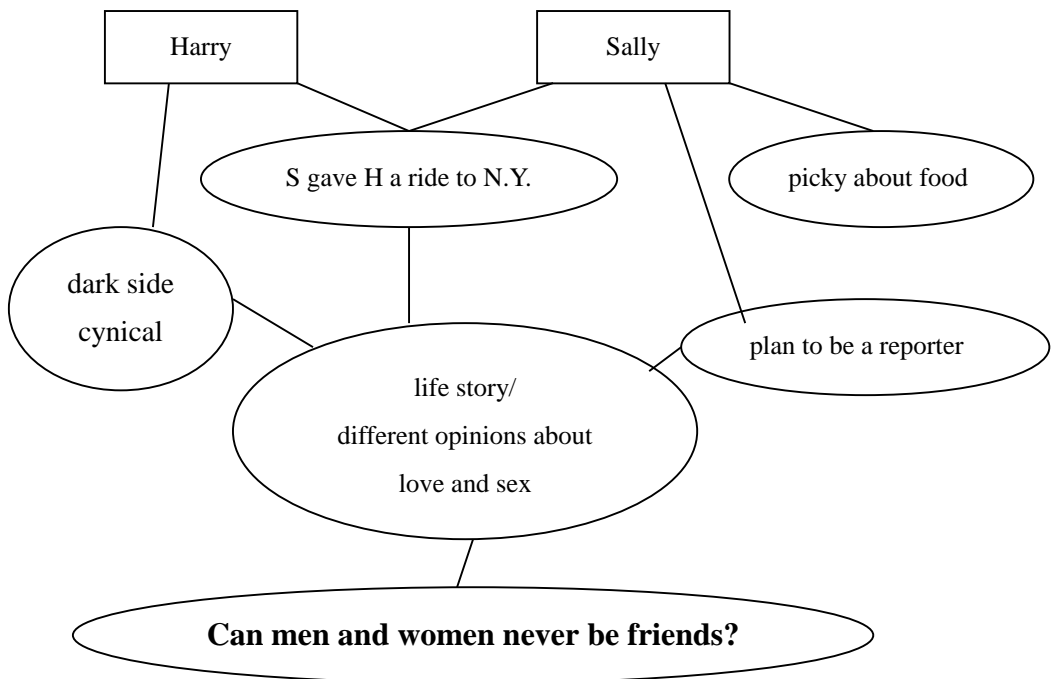 Harry
Sally
S gave H a ride to N.Y.
picky about food
dark side
cynical
plan to be a reporter
life story/
different opinions about
love and sex
Can men and women never be friends?